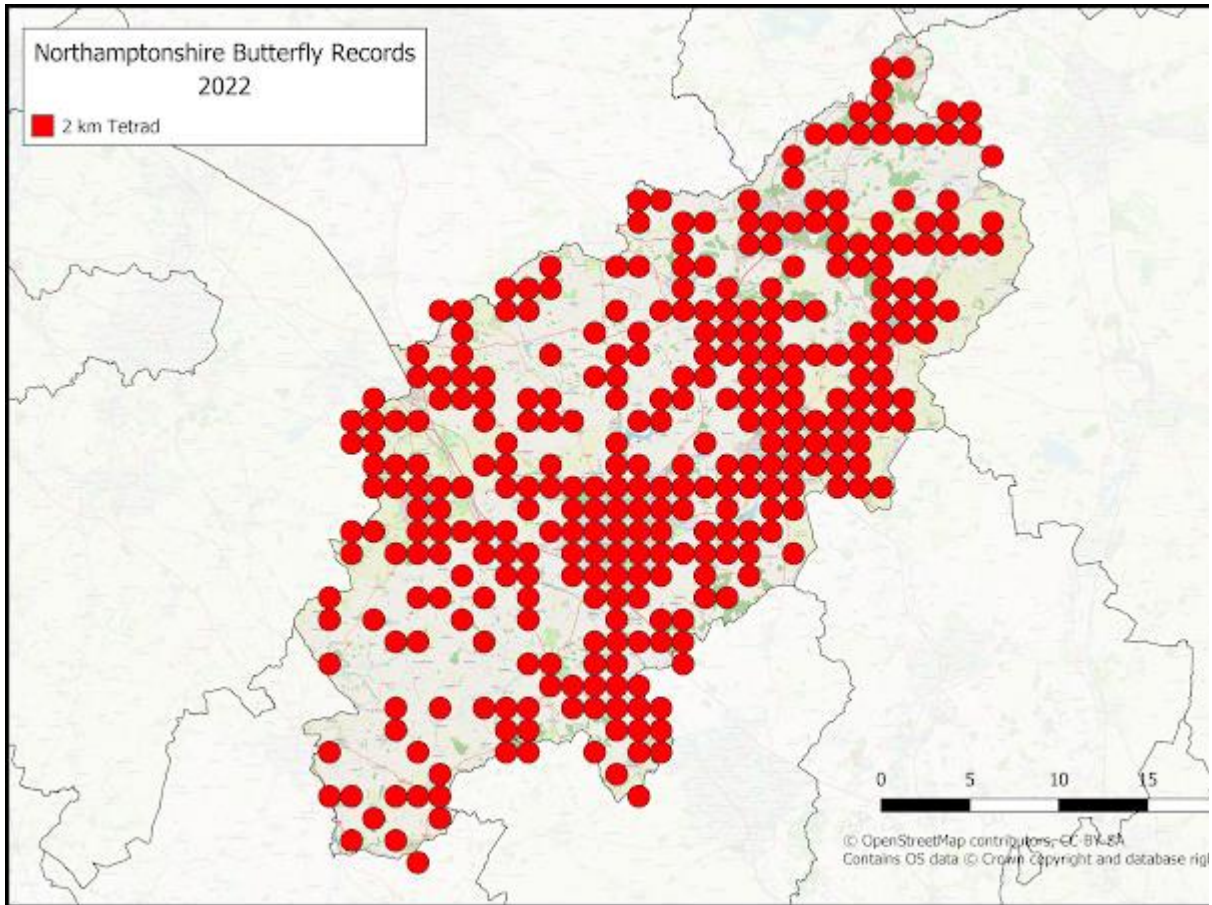 Northamptonshire Butterfly Records
2022
2 km Tetrad
0 5 10 15
© OpenStreetMap contributors, CC-BY-SA
Contains OS data © Crown copyright and database